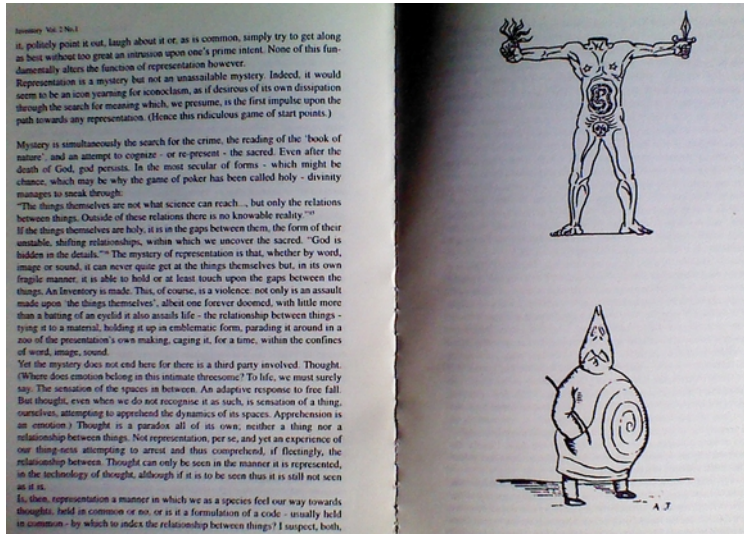 Inventory Vol. 2 No.1
it, politely point it out, laugh about it or, as is common, simply try to get along
as best without too great an intrusion upon one's prime intent. None of this fun-
damentally alters the function of representation however.
Representation is a mystery but not an unassailable mystery. Indeed, it would
seem to be an icon yearning for iconoclasm, as if desirous of its own dissipation
through the search for meaning which, we presume, is the first impulse upon the
path towards any representation. (Hence this ridiculous game of start points.)
Mystery is simultaneously the search for the crime, the reading of the 'book of
nature', and an attempt to cognize - or re-present - the sacred. Even after the
death of God, god persists. In the most secular of forms - which might be
chance, which may be why the game of poker has been called holy - divinity
manages to sneak through:
"The things themselves are not what science can reach..., but only the relations
between things. Outside of these relations there is no knowable reality."
If the things themselves are holy, it is in the gaps between them, the form of their
unstable, shifting relationships, within which we uncover the sacred. "God is
hidden in the details." The mystery of representation is that, whether by word,
image or sound, it can never quite get at the things themselves but, in its own
fragile manner, it is able to hold or at least touch upon the gaps between the
things. An Inventory is made. This, of course, is a violence: not only is an assault
made upon 'the things themselves', albeit one forever doomed, with little more
than a batting of an eyelid it also assails life - the relationship between things -
tying it to a material, holding it up in emblematic form, parading it around in a
zoo of the presentation's own making, caging it, for a time, within the confines
of word, image, sound.
Yet the mystery does not end here for there is a third party involved. Thought.
(Where does emotion belong in this intimate threesome? To life, we must surely
say. The sensation of the spaces in between. An adaptive response to free fall.
But thought, even when we do not recognise it as such, is sensation of a thing,
ourselves, attempting to apprehend the dynamics of its spaces. Apprehension is
an emotion.) Thought is a paradox all of its own; neither a thing nor a
relationship between things. Not representation, per se, and yet an experience of
our thing-ness attempting to arrest and thus comprehend, if fleetingly, the
relationship between. Thought can only be seen in the manner it is represented,
in the technology of thought, although if it is to be seen thus it is still not seen
as it is.
Is, then, representation a manner in which we as a species feel our way towards
thoughts, held in common or no, or is it a formulation of a code - usually held
in common - by which to index the relationship between things? I suspect, both,
A J